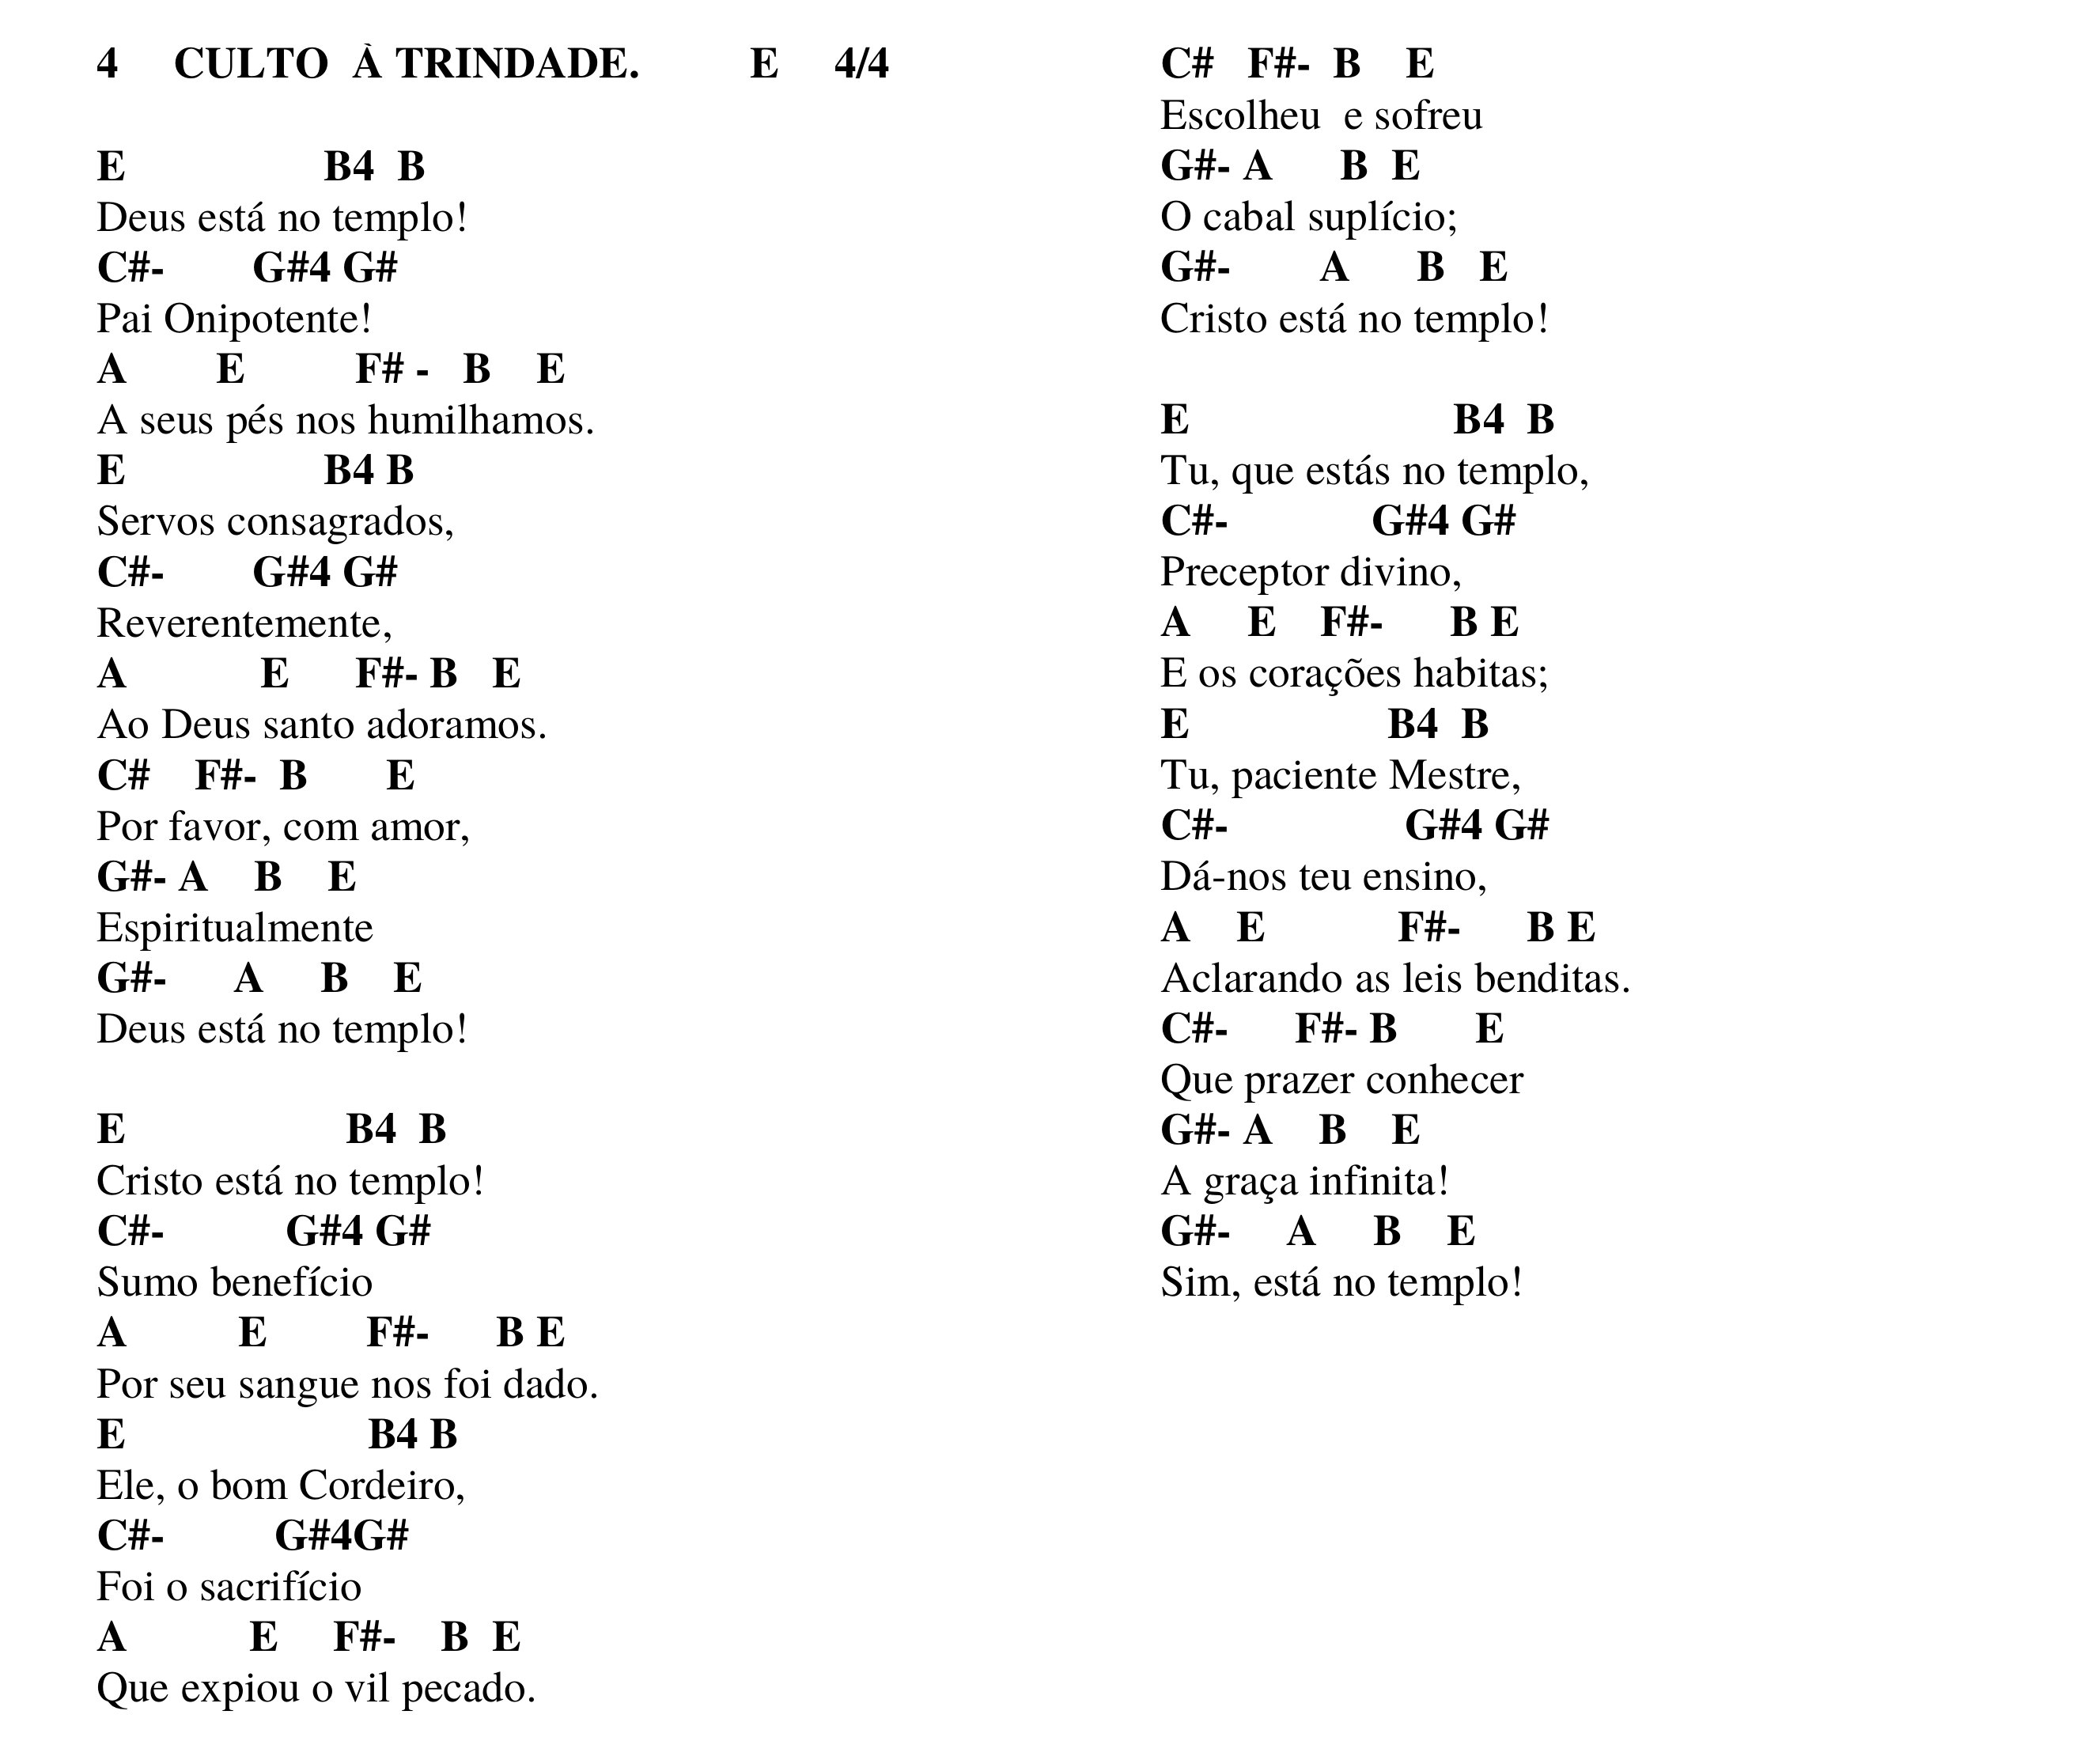 4 CULTO À TRINDADE. E 4/4
E B4 B
Deus está no templo!
C#- G#4 G#
Pai Onipotente!
A E F# - B E
A seus pés nos humilhamos.
E B4 B
Servos consagrados,
C#- G#4 G#
Reverentemente,
A E F#- B E
Ao Deus santo adoramos.
C# F#- B E
Por favor, com amor,
G#- A B E
Espiritualmente
G#- A B E
Deus está no templo!
E B4 B
Cristo está no templo!
C#- G#4 G#
Sumo benefício
A E F#- B E
Por seu sangue nos foi dado.
E B4 B
Ele, o bom Cordeiro,
C#- G#4G#
Foi o sacrifício
A E F#- B E
Que expiou o vil pecado.
C# F#- B E
Escolheu e sofreu
G#- A B E
O cabal suplício;
G#- A B E
Cristo está no templo!
E B4 B
Tu, que estás no templo,
C#- G#4 G#
Preceptor divino,
A E F#- B E
E os corações habitas;
E B4 B
Tu, paciente Mestre,
C#- G#4 G#
Dá-nos teu ensino,
A E F#- B E
Aclarando as leis benditas.
C#- F#- B E
Que prazer conhecer
G#- A B E
A graça infinita!
G#- A B E
Sim, está no templo!